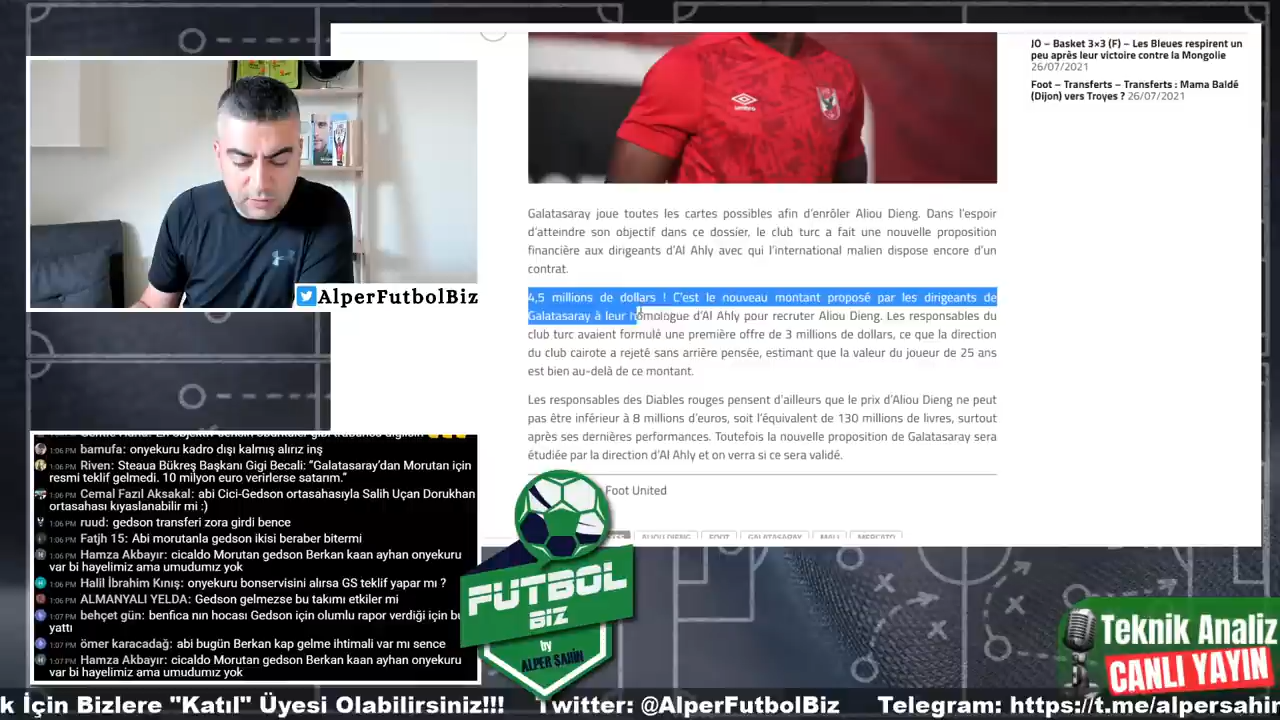 JO – Basket 3×3 (F) – Les Bleues respirent un
peu après leur victoire contre la Mongolie
26/07/2021
Foot – Transferts – Transferts : Mama Baldé
(Dijon) vers Troyes ? 26/07/2021
AlperFutbolBiz
Galatasaray joue toutes les cartes possibles afin d'enrôler Aliou Dieng. Dans l'espoir
d'atteindre son objectif dans ce dossier, le club turc a fait une nouvelle proposition
financière aux dirigeants d'Al Ahly avec qui l'international malien dispose encore d'un
contrat.
4,5 millions de dollars ! C'est le nouveau montant proposé par les dirigeants de
Galatasaray à leur homologue d'Al Ahly pour recruter Aliou Dieng. Les responsables du
club turc avaient formulé une première offre de 3 millions de dollars, ce que la direction
du club cairote a rejeté sans arrière pensée, estimant que la valeur du joueur de 25 ans
est bien au-delà de ce montant.
Les responsables des Diables rouges pensent d'ailleurs que le prix d'Aliou Dieng ne peut
pas être inférieur à 8 millions d'euros, soit l'équivalent de 130 millions de livres, surtout
après ses dernières performances. Toutefois la nouvelle proposition de Galatasaray sera
étudiée par la direction d'Al Ahly et on verra si ce sera validé.
Foot United
ALIOU DIENG FOOT GALATASARAY MALI MERCATO
1:06 PM bamufa: onyekuru kadro dışı kalmış alırız inş
1:06 PM Riven: Steaua Bükreş Başkanı Gigi Becali: "Galatasaray'dan Morutan için
resmi teklif gelmedi. 10 milyon euro verirlerse satarım."
1:06 PM Cemal Fazıl Aksakal: abi Cici-Gedson ortasahasıyla Salih Uçan Dorukhan
ortasahası kıyaslanabilir mi :)
1:06 PM ruud: gedson transferi zora girdi bence
1:06 PM Fatjh 15: Abi morutanla gedson ikisi beraber bitermi
1:06 PM Hamza Akbayır: cicaldo Morutan gedson Berkan kaan ayhan onyekuru
var bi hayelimiz ama umudumuz yok
1:06 PM Halil İbrahim Kınış: onyekuru bonservisini alırsa GS teklif yapar mı ?
1:06 PM ALMANYALI YELDA: Gedson gelmezse bu takımı etkiler mi
1:07 PM behçet gün: benfica nın hocası Gedson için olumlu rapor verdiği için bu
yattı
1:07 PM ömer karacadağ: abi bugün Berkan kap gelme ihtimali var mı sence
1:07 PM Hamza Akbayır: cicaldo Morutan gedson Berkan kaan ayhan onyekuru
var bi hayelimiz ama umudumuz yok
FUTBOL
BIZ
by
ALPER SAHIN
Teknik Analiz
CANLI YAYIN
k İçin Bizlere "Katıl" Üyesi Olabilirsiniz!!! Twitter: @AlperFutbolBiz Telegram: https://t.me/alpersahir